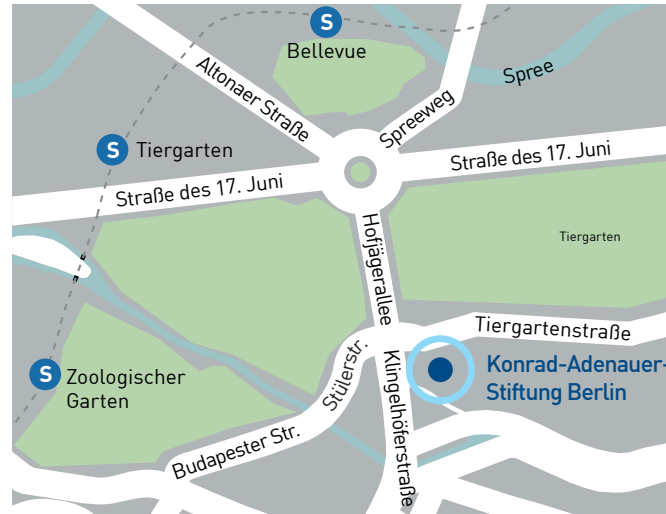 S
Bellevue
Altonaer Straße
Spree
Spreeweg
S
Tiergarten
Straße des 17. Juni
Straße des 17. Juni
Hofjägerallee
Tiergarten
Tiergartenstraße
Stülerstr.
S
Zoologischer
Garten
Klingelhöferstraße
Konrad-Adenauer-
Stiftung Berlin
Budapester Str.